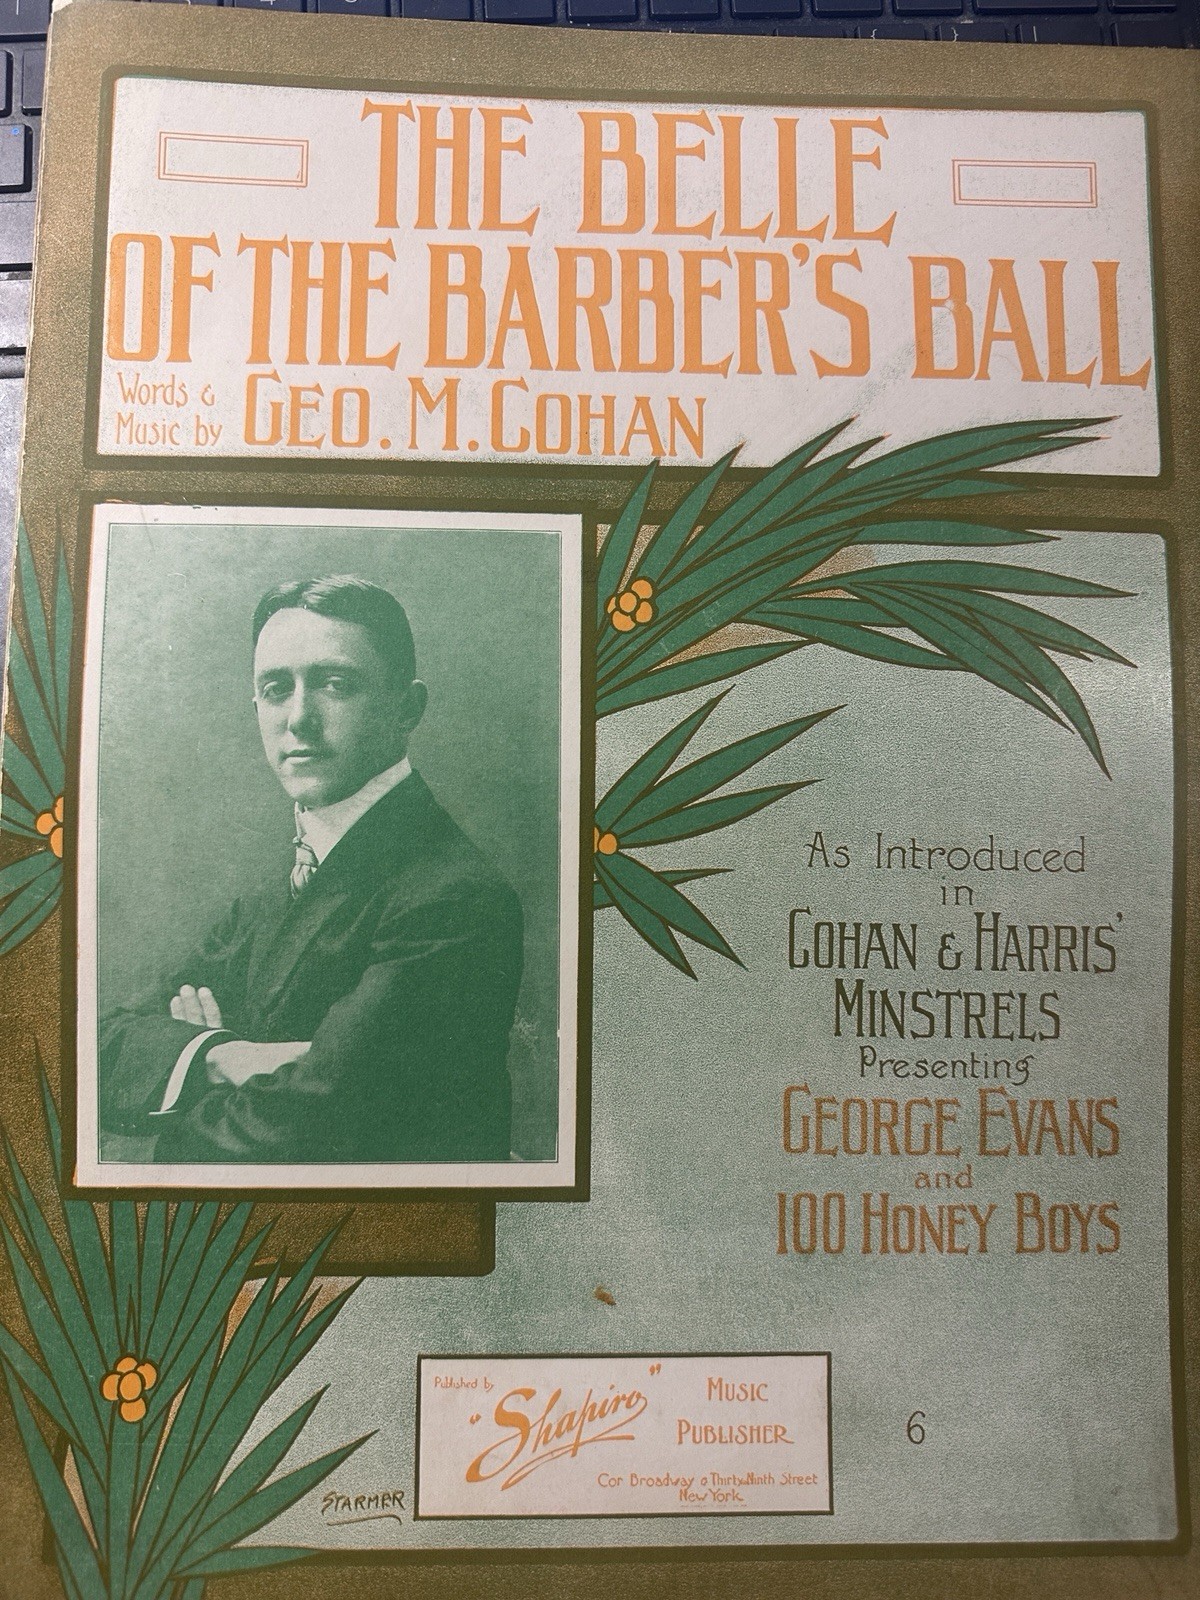 THE BELLE
OF THE BARBER'S BALL
Words &
Music by GEO. M. COHAN
As Introduced
in
COHAN & HARRIS'
MINSTRELS
Presenting
GEORGE EVANS
and
100 HONEY BOYS
Published by "Shapiro" MUSIC
PUBLISHER
Cor Broadway & Thirty Ninth Street
New York
6
STARMER